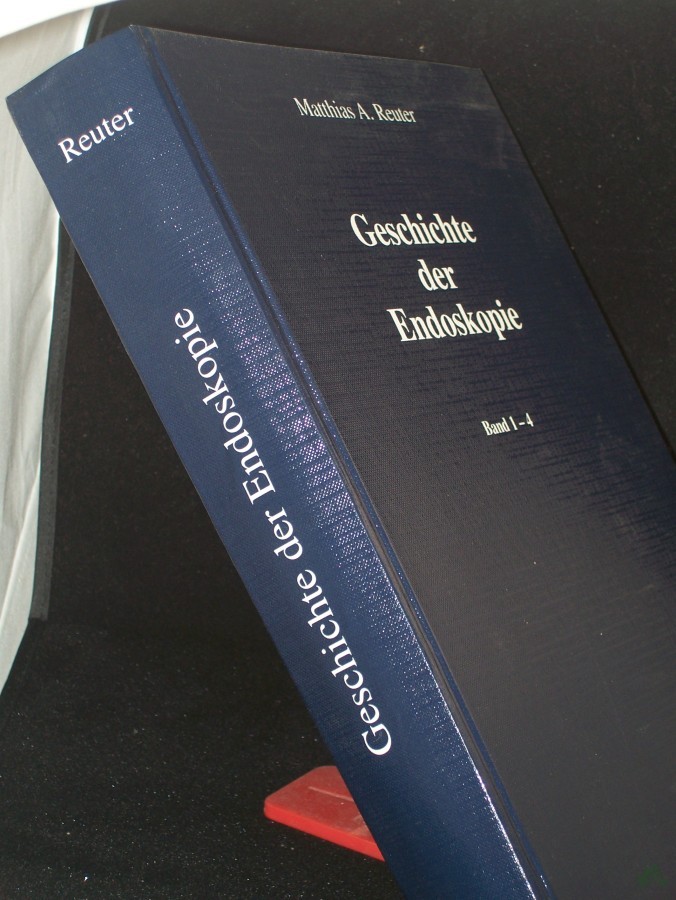 Reuter
Geschichte der Endoskopie
Matthias A. Reuter
Geschichte
der
Endoskopie
Band 1 – 4